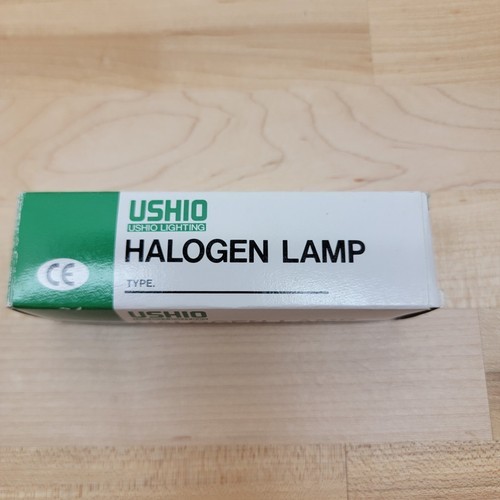 USHIO
USHIO LIGHTING
HALOGEN LAMP
CE
TYPE.
USHIO